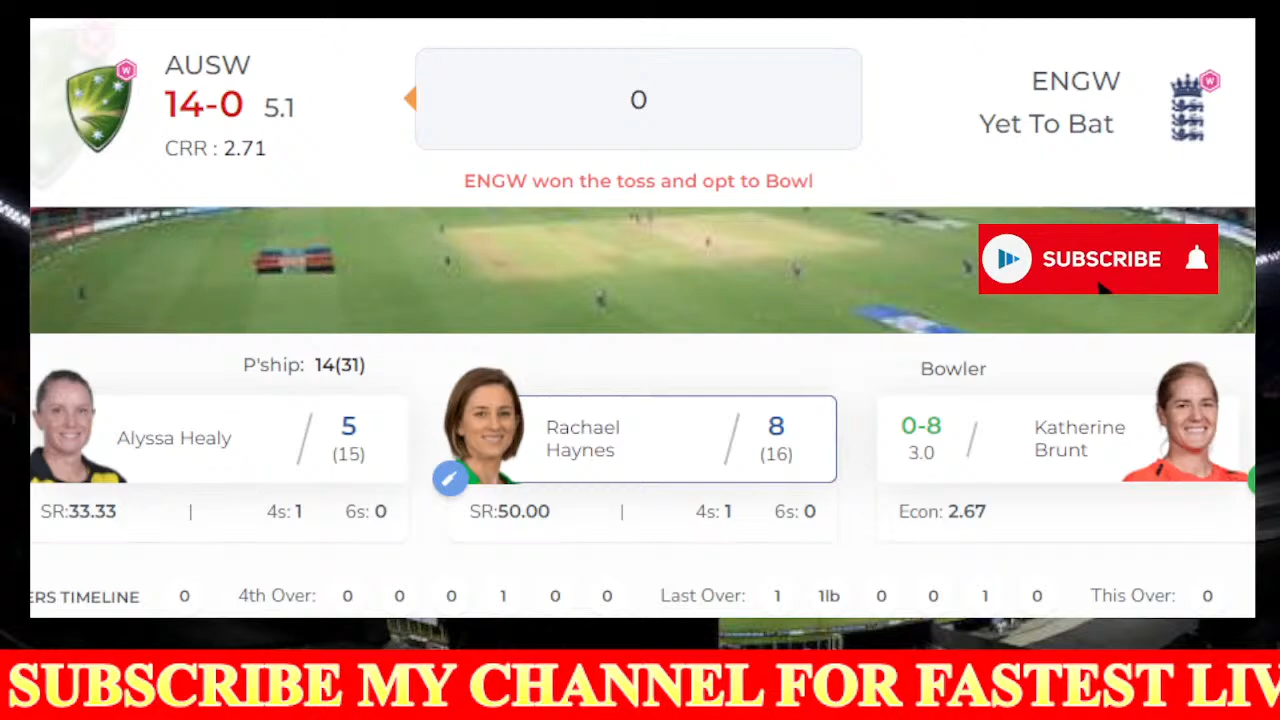 AUSW
14-0 5.1
CRR : 2.71
0
ENGW
Yet To Bat
W
W
ENGW won the toss and opt to Bowl
SUBSCRIBE
P'ship: 14(31)
Alyssa Healy
5
(15)
SR:33.33 | 4s: 1 6s: 0
Rachael
Haynes
8
(16)
SR:50.00 | 4s: 1 6s: 0
Bowler
0-8
3.0
Katherine
Brunt
Econ: 2.67
ERS TIMELINE 0 4th Over: 0 0 0 1 0 0 Last Over: 1 1lb 0 0 1 0 This Over: 0
SUBSCRIBE MY CHANNEL FOR FASTEST LIV